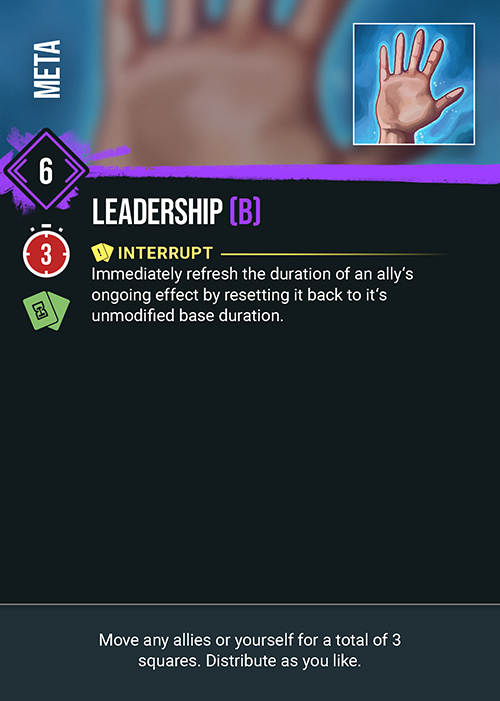 META
6
LEADERSHIP (B)
3
INTERRUPT
Immediately refresh the duration of an ally‘s
ongoing effect by resetting it back to it‘s
unmodified base duration.
Move any allies or yourself for a total of 3
squares. Distribute as you like.